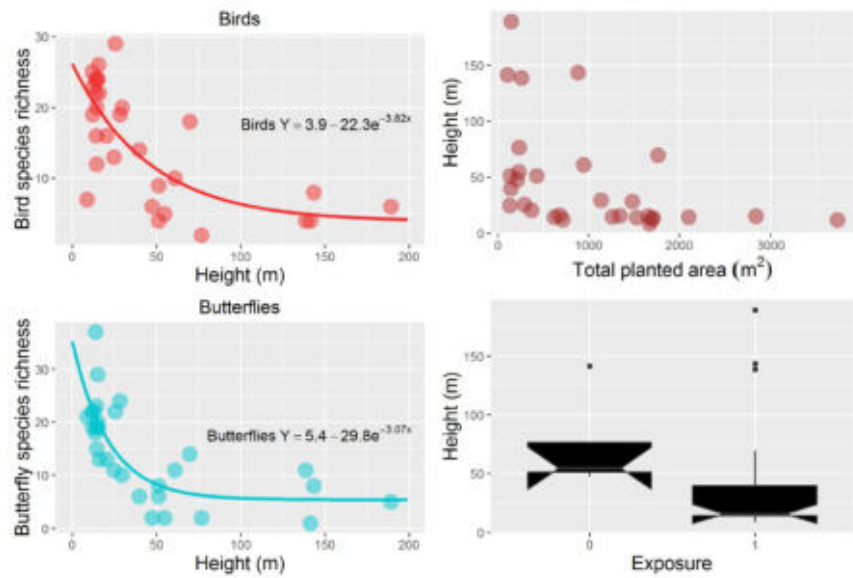 Birds
Bird species richness
30
20
10
Birds Y = 3.9 − 22.3e^−3.82x
0
50
100
150
200
Height (m)
Height (m)
150
100
50
0
0
1000
2000
3000
Total planted area (m²)
Butterflies
Butterfly species richness
30
20
10
0
Butterflies Y = 5.4 − 29.8e^−3.07x
0
50
100
150
200
Height (m)
Height (m)
150
100
50
0
0
1
Exposure